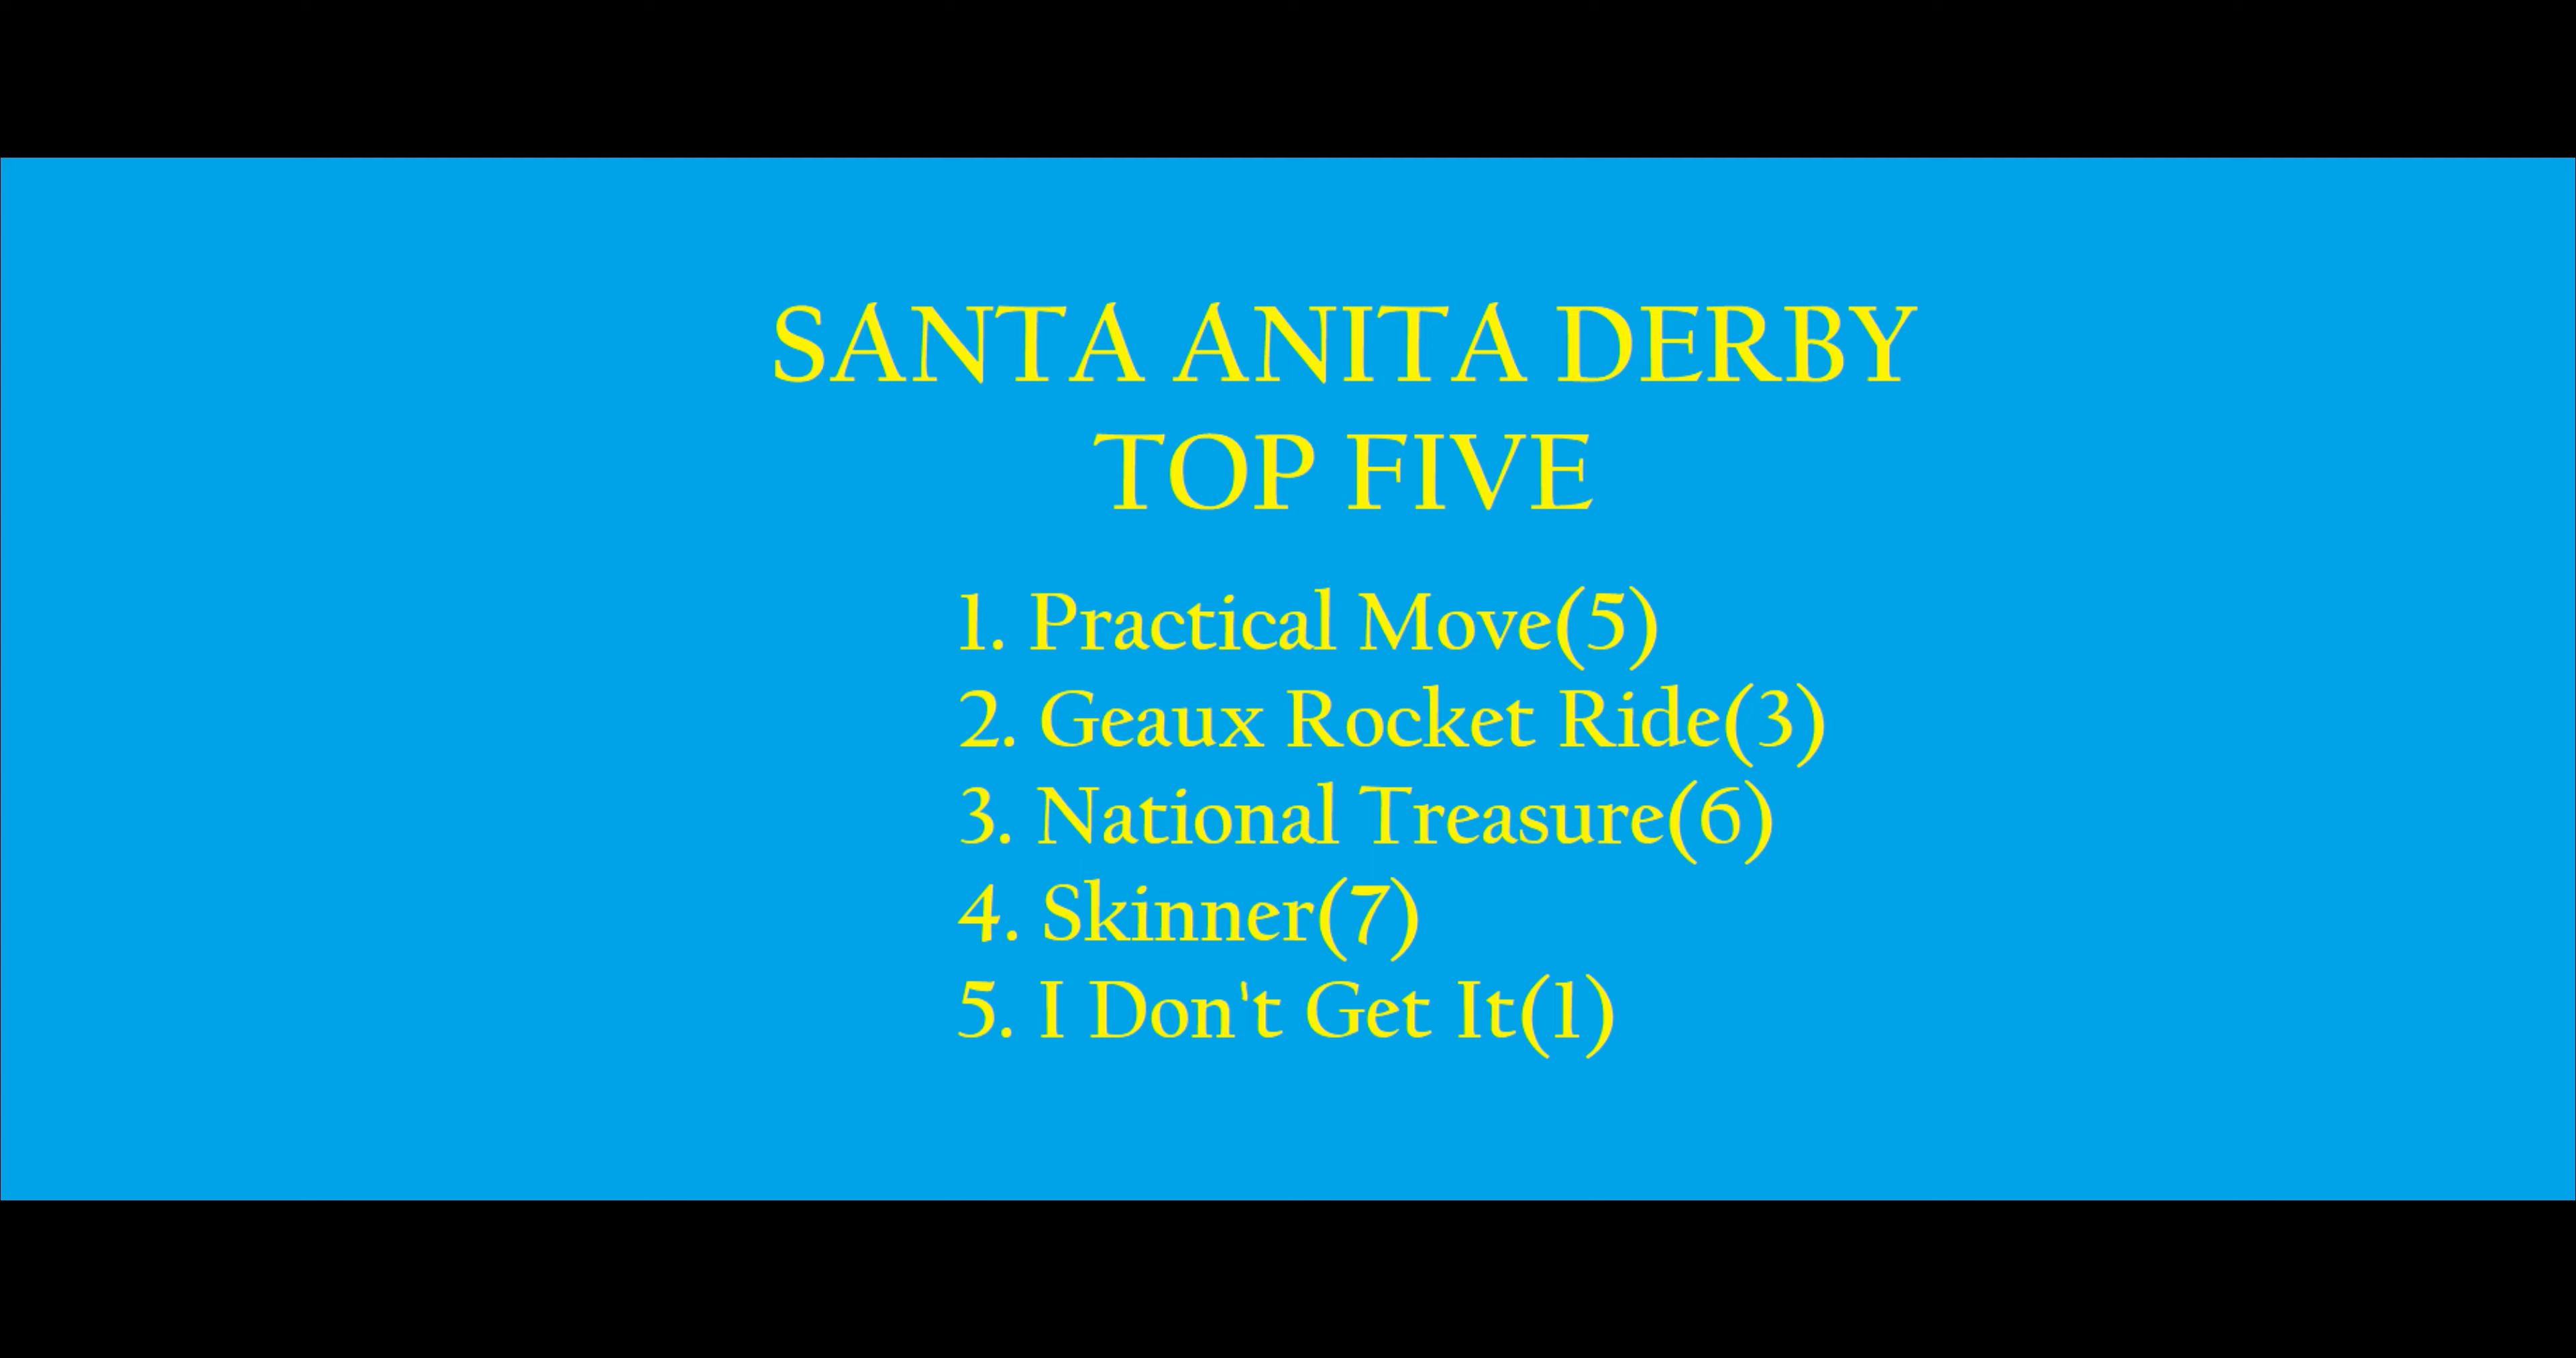 SANTA ANITA DERBY
TOP FIVE
1. Practical Move(5)
2. Geaux Rocket Ride(3)
3. National Treasure(6)
4. Skinner(7)
5. I Don't Get It(1)